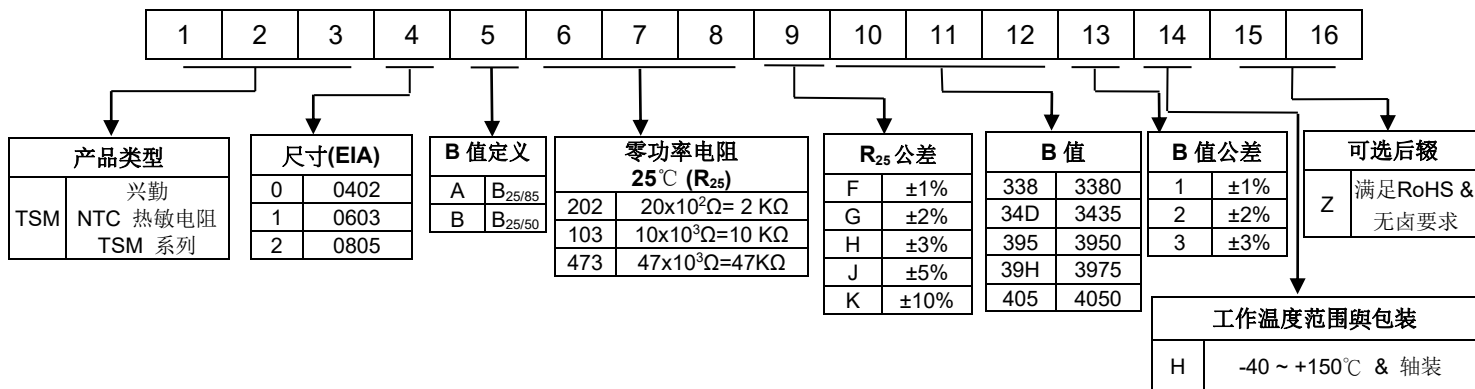 1 2 3 4 5 6 7 8 9 10 11 12 13 14 15 16
产品类型
TSM
兴勤
NTC 热敏电阻
TSM 系列
尺寸(EIA)
0 0402
1 0603
2 0805
B 值定义
A B25/85
B B25/50
零功率电阻
25℃ (R25)
202 20x10²Ω= 2 KΩ
103 10x10³Ω=10 KΩ
473 47x10³Ω=47KΩ
R25 公差
F ±1%
G ±2%
H ±3%
J ±5%
K ±10%
B 值
338 3380
34D 3435
395 3950
39H 3975
405 4050
B 值公差
1 ±1%
2 ±2%
3 ±3%
可选后辍
Z
满足RoHS &
无卤要求
工作温度范围與包装
H -40 ~ +150℃ & 轴装